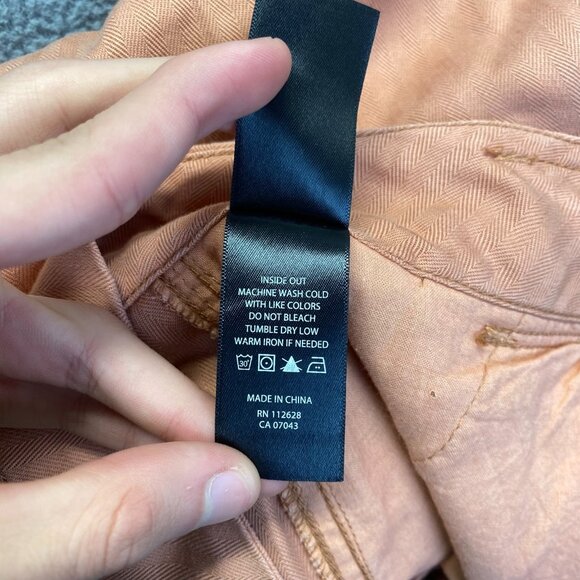 INSIDE OUT
MACHINE WASH COLD
WITH LIKE COLORS
DO NOT BLEACH
TUMBLE DRY LOW
WARM IRON IF NEEDED
30°
MADE IN CHINA
RN 112628
CA 07043